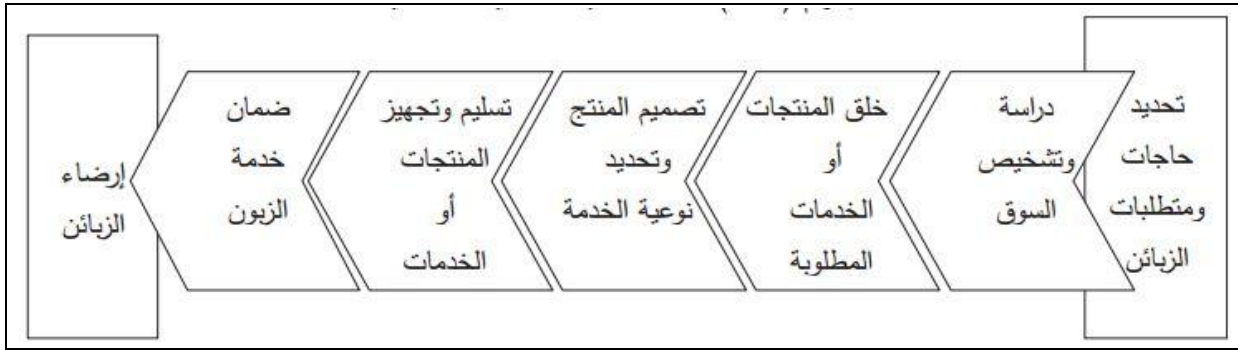 تحديد
حاجات
ومتطلبات
الزبائن
دراسة
وتشخيص
السوق
خلق المنتجات
أو
الخدمات
المطلوبة
تصميم المنتج
وتحديد
نوعية الخدمة
تسليم وتجهيز
المنتجات
أو
الخدمات
ضمان
خدمة
الزبون
إرضاء
الزبائن